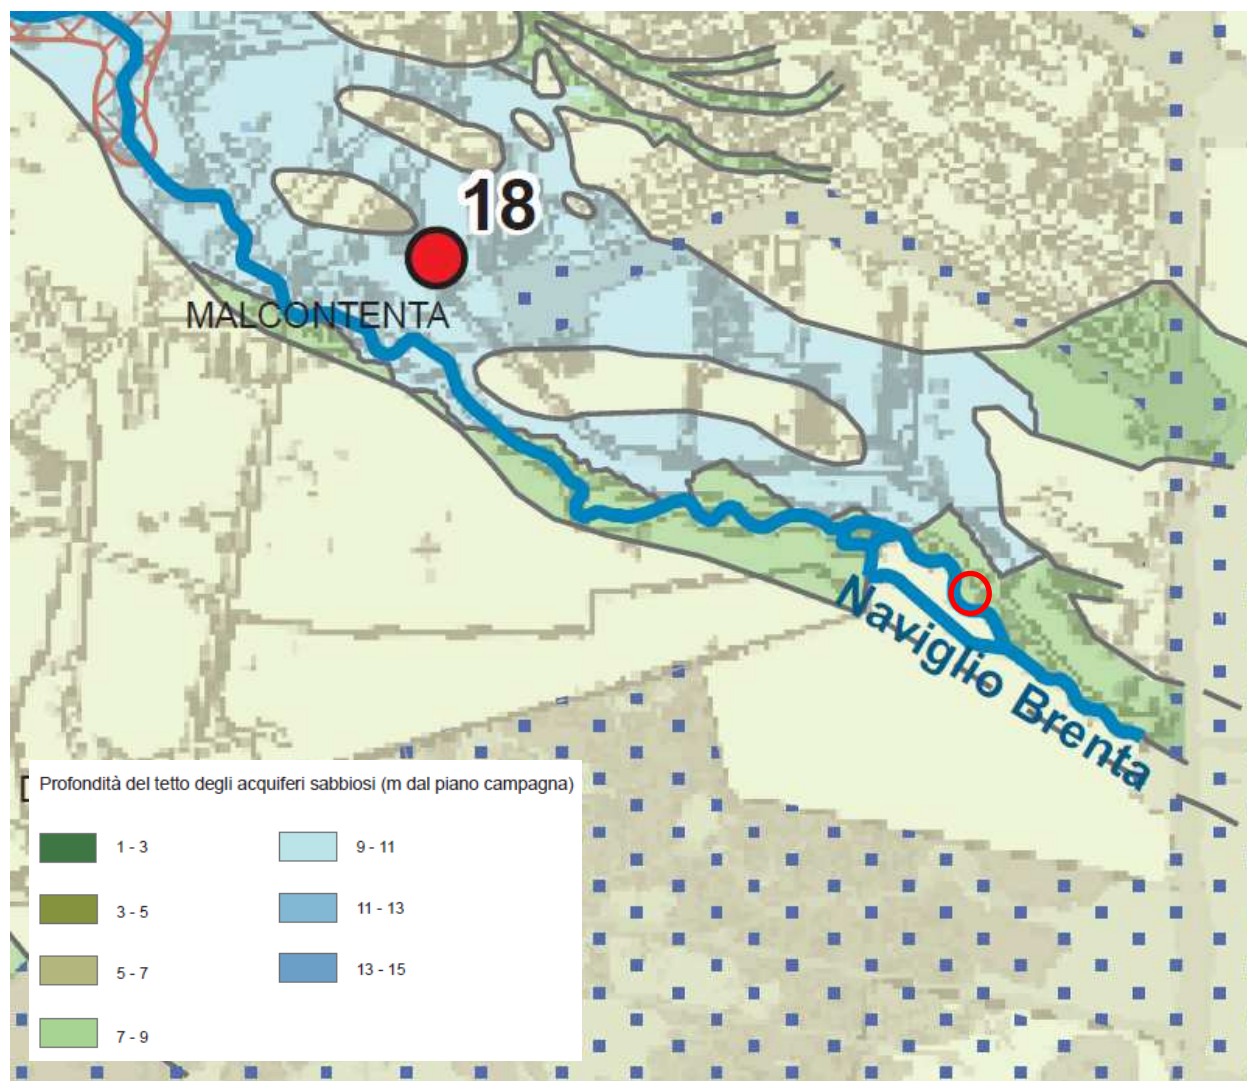 18
MALCONTENTA
Naviglio Brenta
Profondità del tetto degli acquiferi sabbiosi (m dal piano campagna)
1 - 3
3 - 5
5 - 7
7 - 9
9 - 11
11 - 13
13 - 15